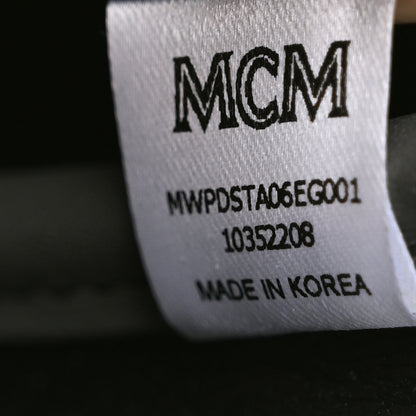 MCM
MWPDSTA06EG001
10352208
MADE IN KOREA